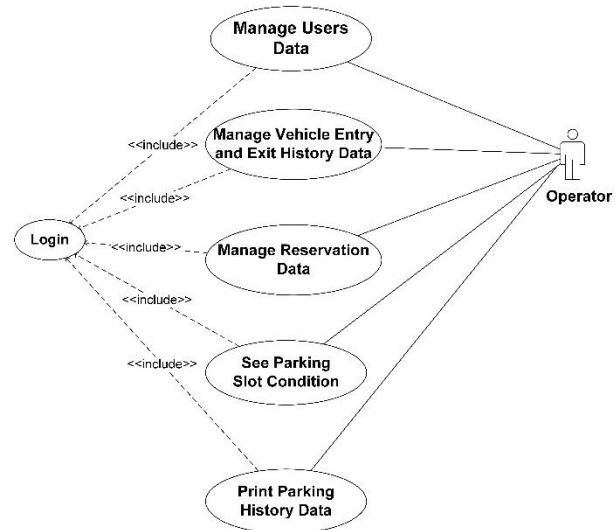 Manage Users
Data
<<include>>
Manage Vehicle Entry
and Exit History Data
<<include>>
Operator
Login
<<include>>
Manage Reservation
Data
<<include>>
<<include>>
See Parking
Slot Condition
Print Parking
History Data